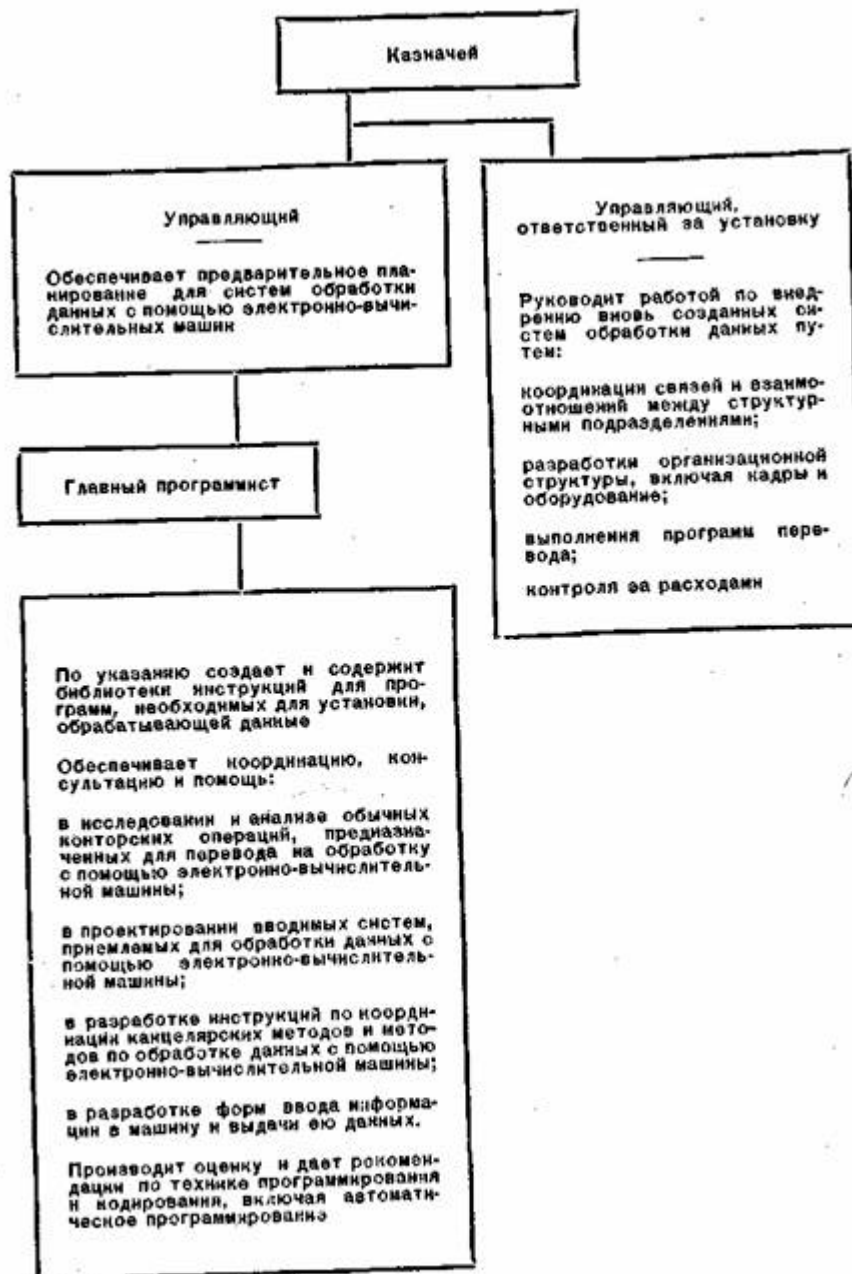 Казначей
Управляющий
Обеспечивает предварительное пла-
нирование для систем обработки
данных с помощью электронно-вычи-
слительных машин
Управляющий,
ответственный за установку
Руководит работой по внед-
рению вновь созданных си-
стем обработки данных пу-
тем:
координации связей и взаимо-
отношений между структур-
ными подразделениями;
разработки организационной
структуры, включая кадры и
оборудование;
выполнения программ пере-
вода;
контроля за расходами
Главный программист
По указанию создает и содержит
библиотеки инструкций для про-
грамм, необходимых для установки,
обрабатывающей данные
Обеспечивает координацию, кон-
сультацию и помощь:
в исследовании и анализе обычных
конторских операций, предназна-
ченных для перевода на обработку
с помощью электронно-вычислитель-
ной машины;
в проектировании вводимых систем,
приемлемых для обработки данных с
помощью электронно-вычислитель-
ной машины;
в разработке инструкций по коорди-
нации канцелярских методов и мето-
дов по обработке данных с помощью
электронно-вычислительной машины;
в разработке форм ввода информа-
ции в машину и выдачи ею данных.
Производит оценку и дает рекомен-
дации по технике программирования
и кодирования, включая автомати-
ческое программирование